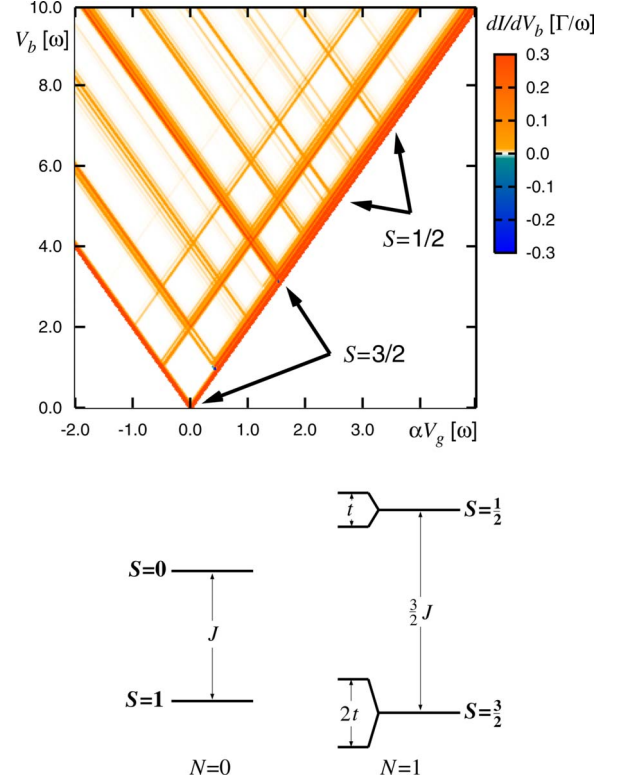 10.0
V_b [ω]
8.0
6.0
4.0
2.0
0.0
-2.0 -1.0 0.0 1.0 2.0 3.0 αV_g [ω]
dI/dV_b [Γ/ω]
0.3
0.2
0.1
0.0
-0.1
-0.2
-0.3
S=1/2
S=3/2
S=0
J
S=1
N=0
t
S=1/2
3/2 J
2t
S=3/2
N=1